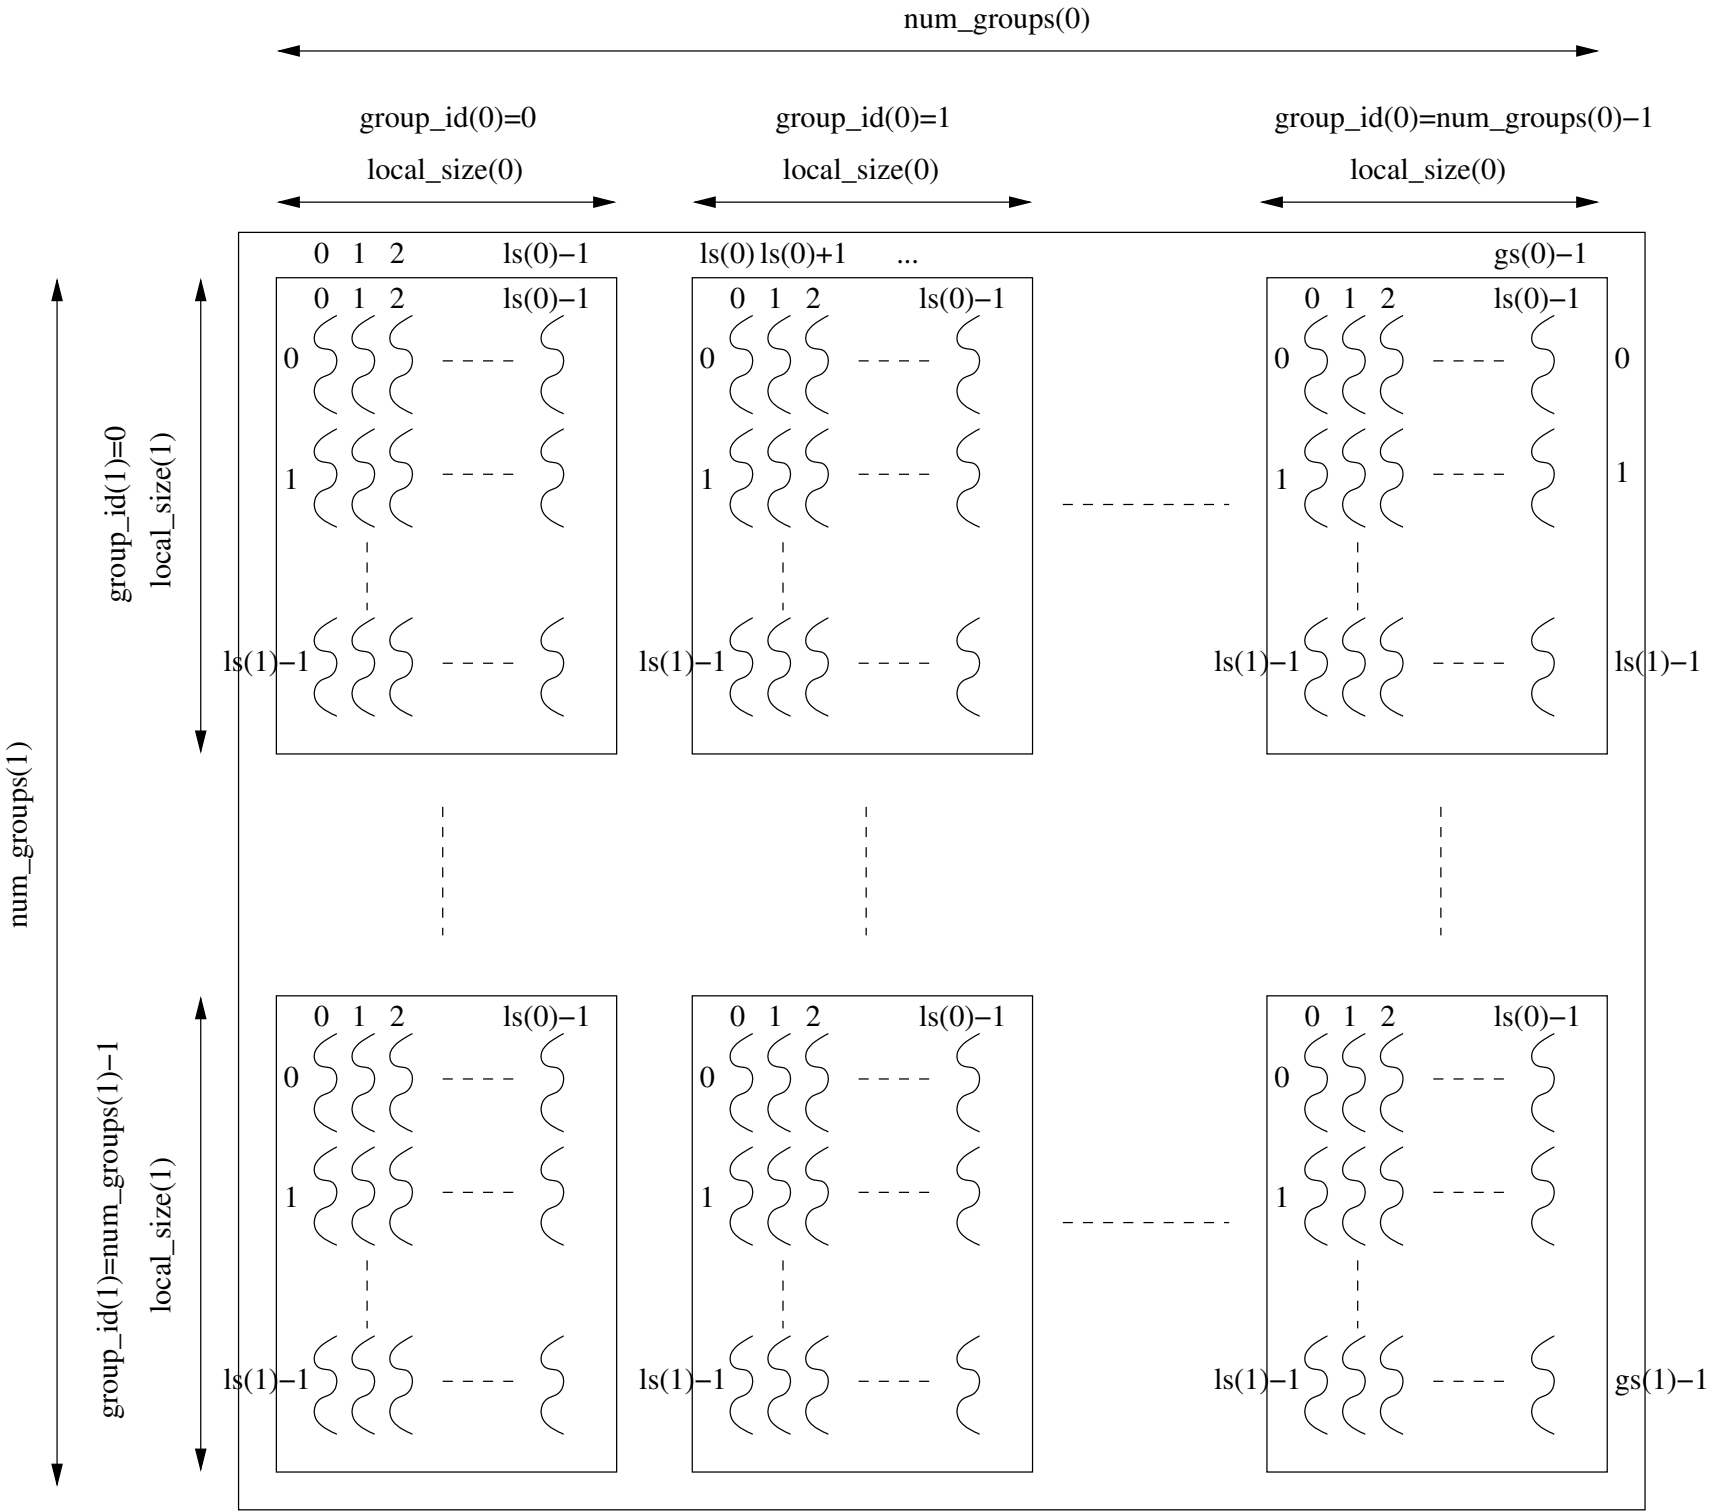 num_groups(0)
group_id(0)=0 group_id(0)=1 group_id(0)=num_groups(0)−1
local_size(0) local_size(0) local_size(0)
0 1 2 ls(0)−1 ls(0) ls(0)+1 ... gs(0)−1
0 1 2 ls(0)−1 0 1 2 ls(0)−1 0 1 2 ls(0)−1
0 0 0 0
1 1 1 1
group_id(1)=0
local_size(1)
ls(1)−1 ls(1)−1 ls(1)−1 ls(1)−1
num_groups(1)
0 1 2 ls(0)−1 0 1 2 ls(0)−1 0 1 2 ls(0)−1
0 0 0
1 1 1
group_id(1)=num_groups(1)−1
local_size(1)
ls(1)−1 ls(1)−1 ls(1)−1 gs(1)−1